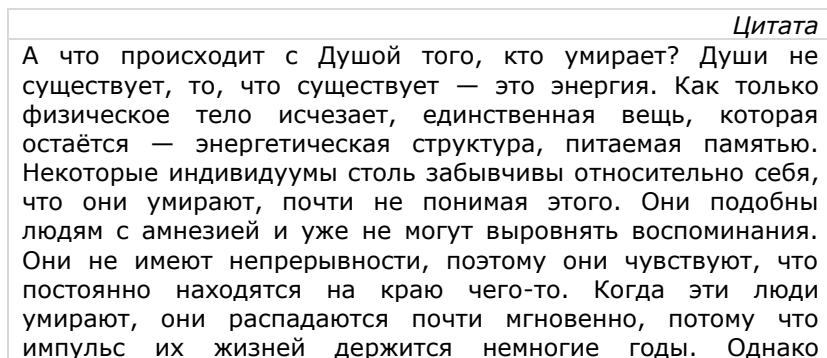 Цитата
А что происходит с Душой того, кто умирает? Души не
существует, то, что существует — это энергия. Как только
физическое тело исчезает, единственная вещь, которая
остаётся — энергетическая структура, питаемая памятью.
Некоторые индивидуумы столь забывчивы относительно себя,
что они умирают, почти не понимая этого. Они подобны
людям с амнезией и уже не могут выровнять воспоминания.
Они не имеют непрерывности, поэтому они чувствуют, что
постоянно находятся на краю чего-то. Когда эти люди
умирают, они распадаются почти мгновенно, потому что
импульс их жизней держится немногие годы. Однако